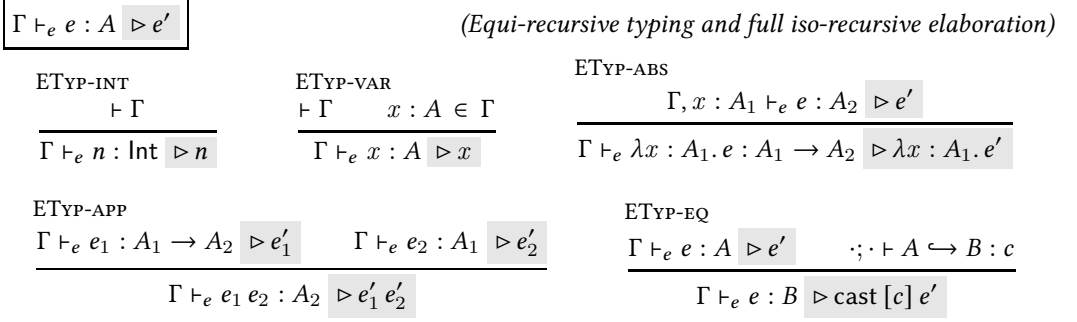 Γ ⊢e e : A ▷ e′ (Equi-recursive typing and full iso-recursive elaboration)
ETyp-int
⊢ Γ
Γ ⊢e n : Int ▷ n
ETyp-var
⊢ Γ x : A ∈ Γ
Γ ⊢e x : A ▷ x
ETyp-abs
Γ, x : A1 ⊢e e : A2 ▷ e′
Γ ⊢e λx : A1. e : A1 → A2 ▷ λx : A1. e′
ETyp-app
Γ ⊢e e1 : A1 → A2 ▷ e′1 Γ ⊢e e2 : A1 ▷ e′2
Γ ⊢e e1 e2 : A2 ▷ e′1 e′2
ETyp-eq
Γ ⊢e e : A ▷ e′ ·; · ⊢ A ↪ B : c
Γ ⊢e e : B ▷ cast [c] e′